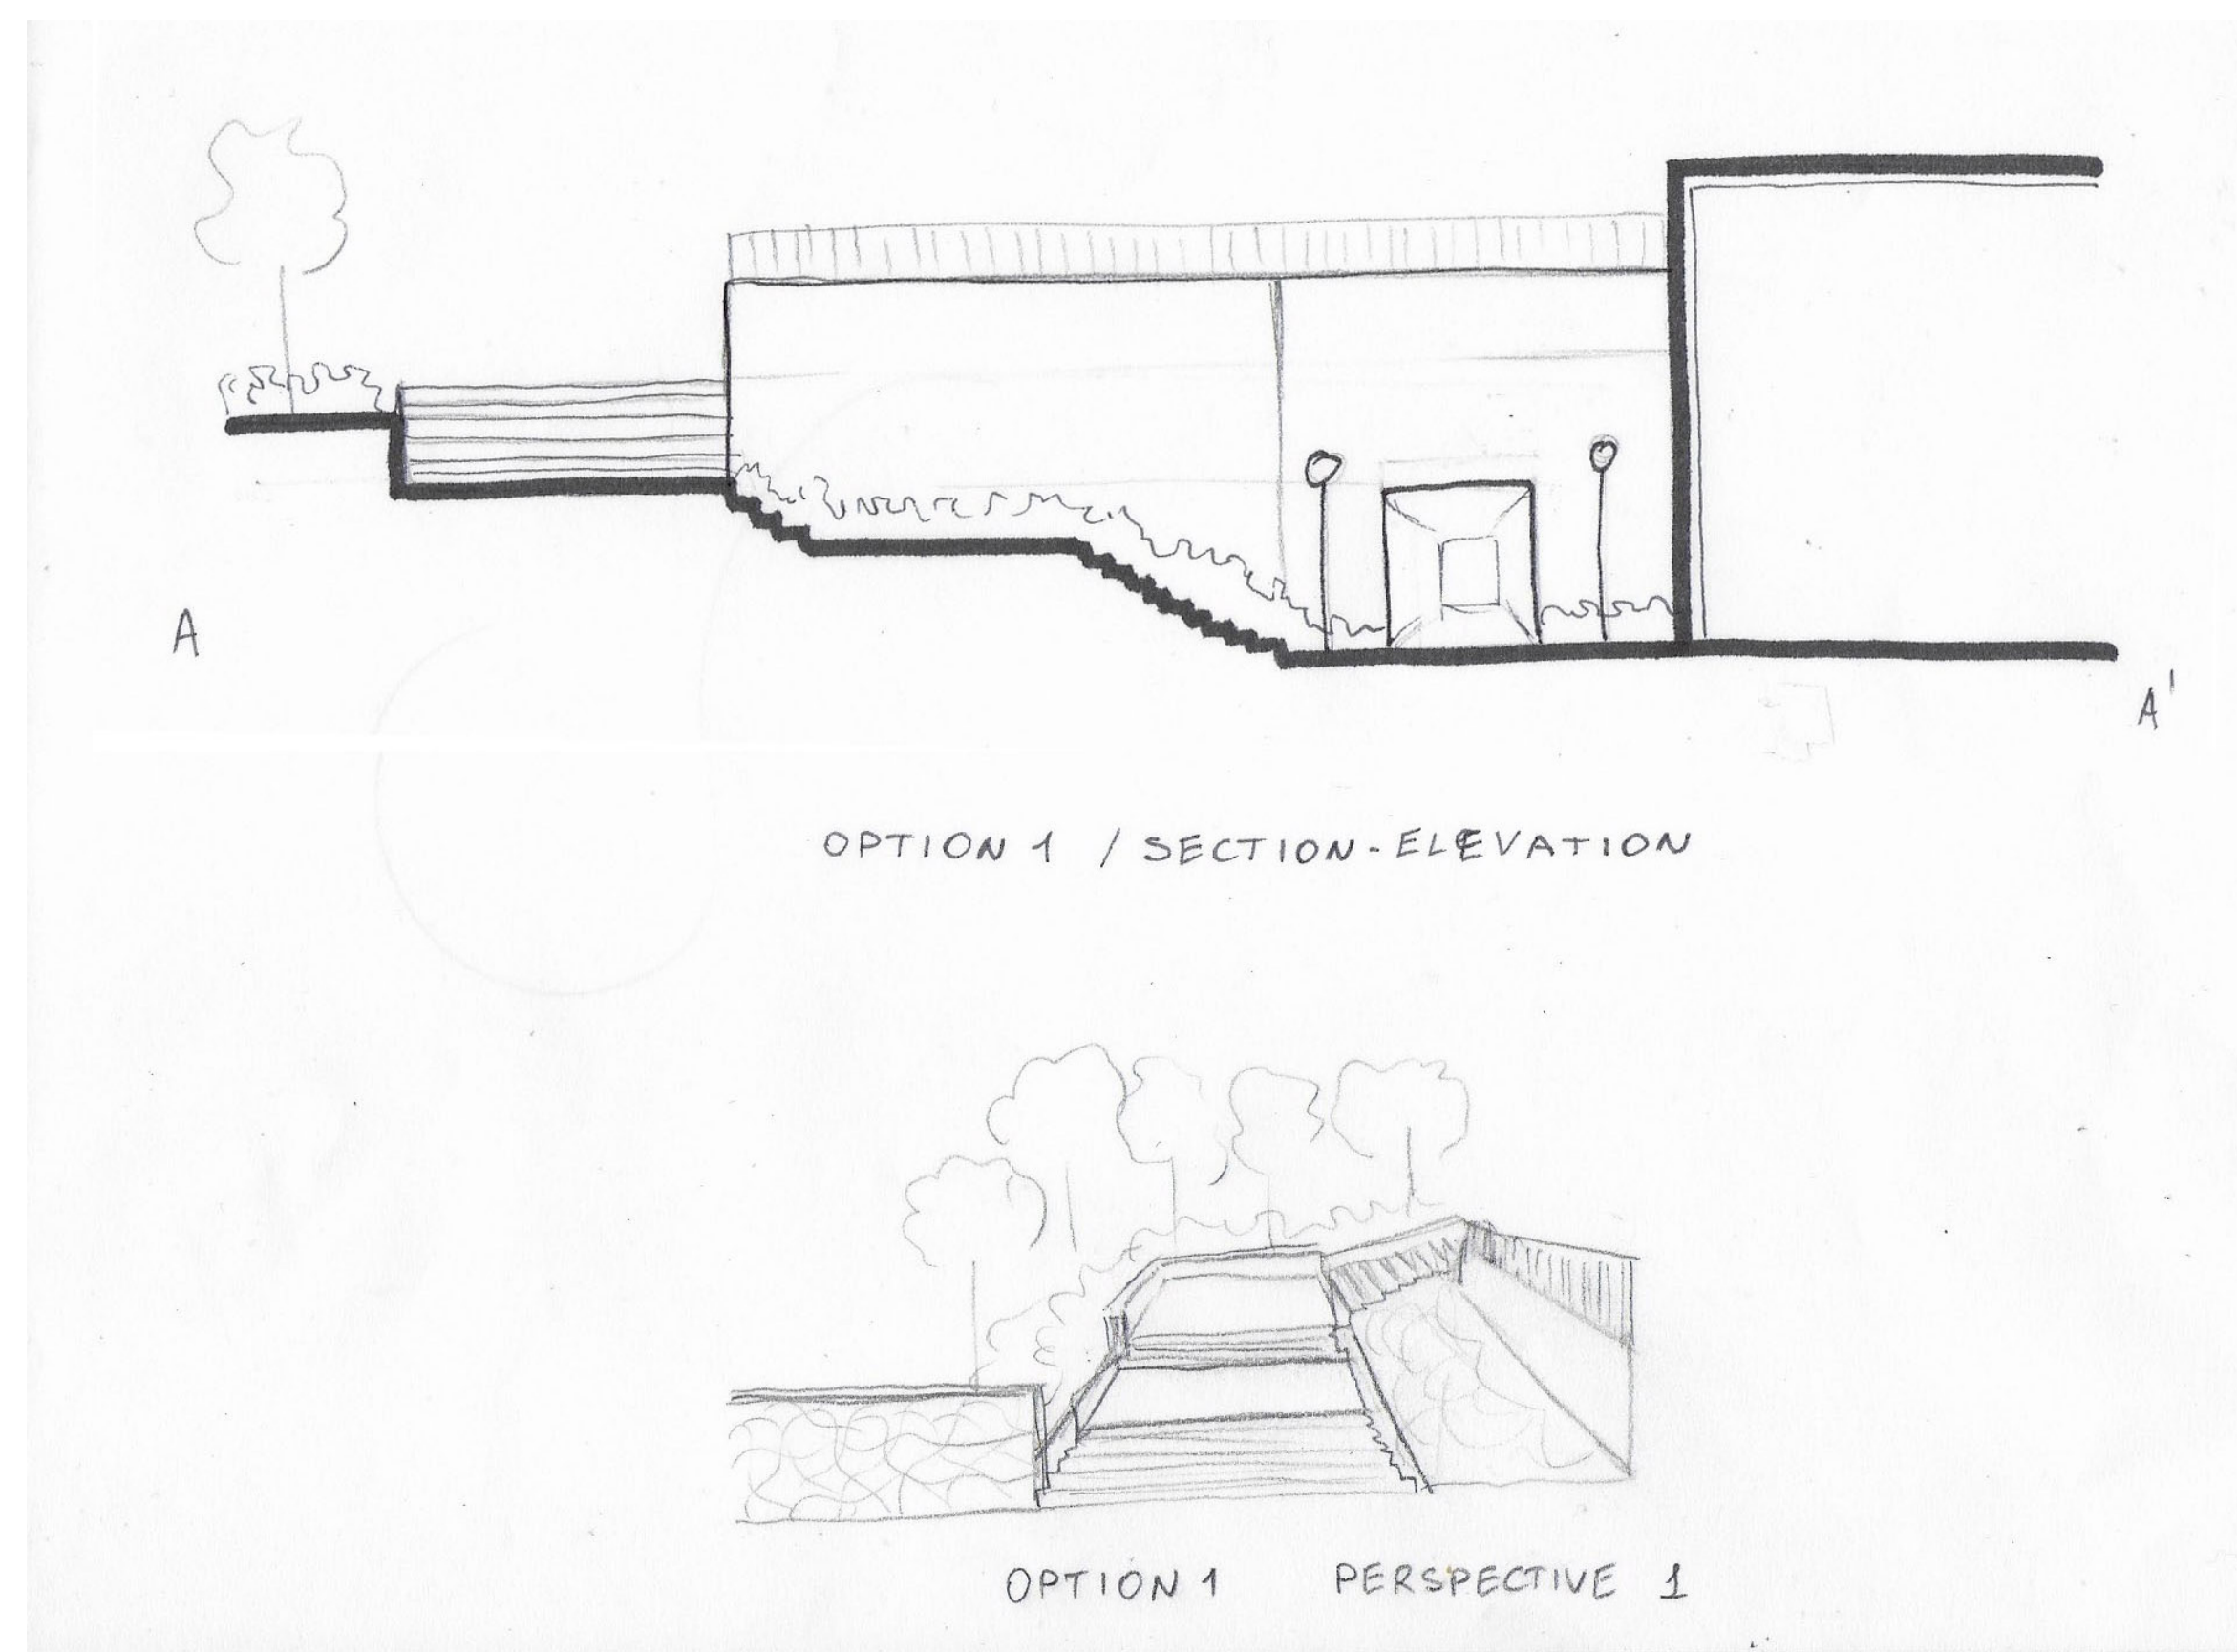 A
A'
OPTION 1 / SECTION-ELEVATION
OPTION 1 PERSPECTIVE 1